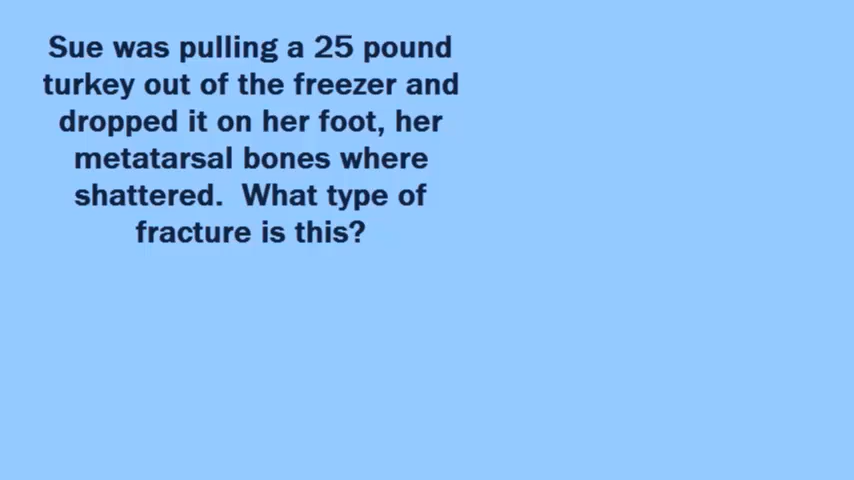 Sue was pulling a 25 pound
turkey out of the freezer and
dropped it on her foot, her
metatarsal bones where
shattered.  What type of
fracture is this?